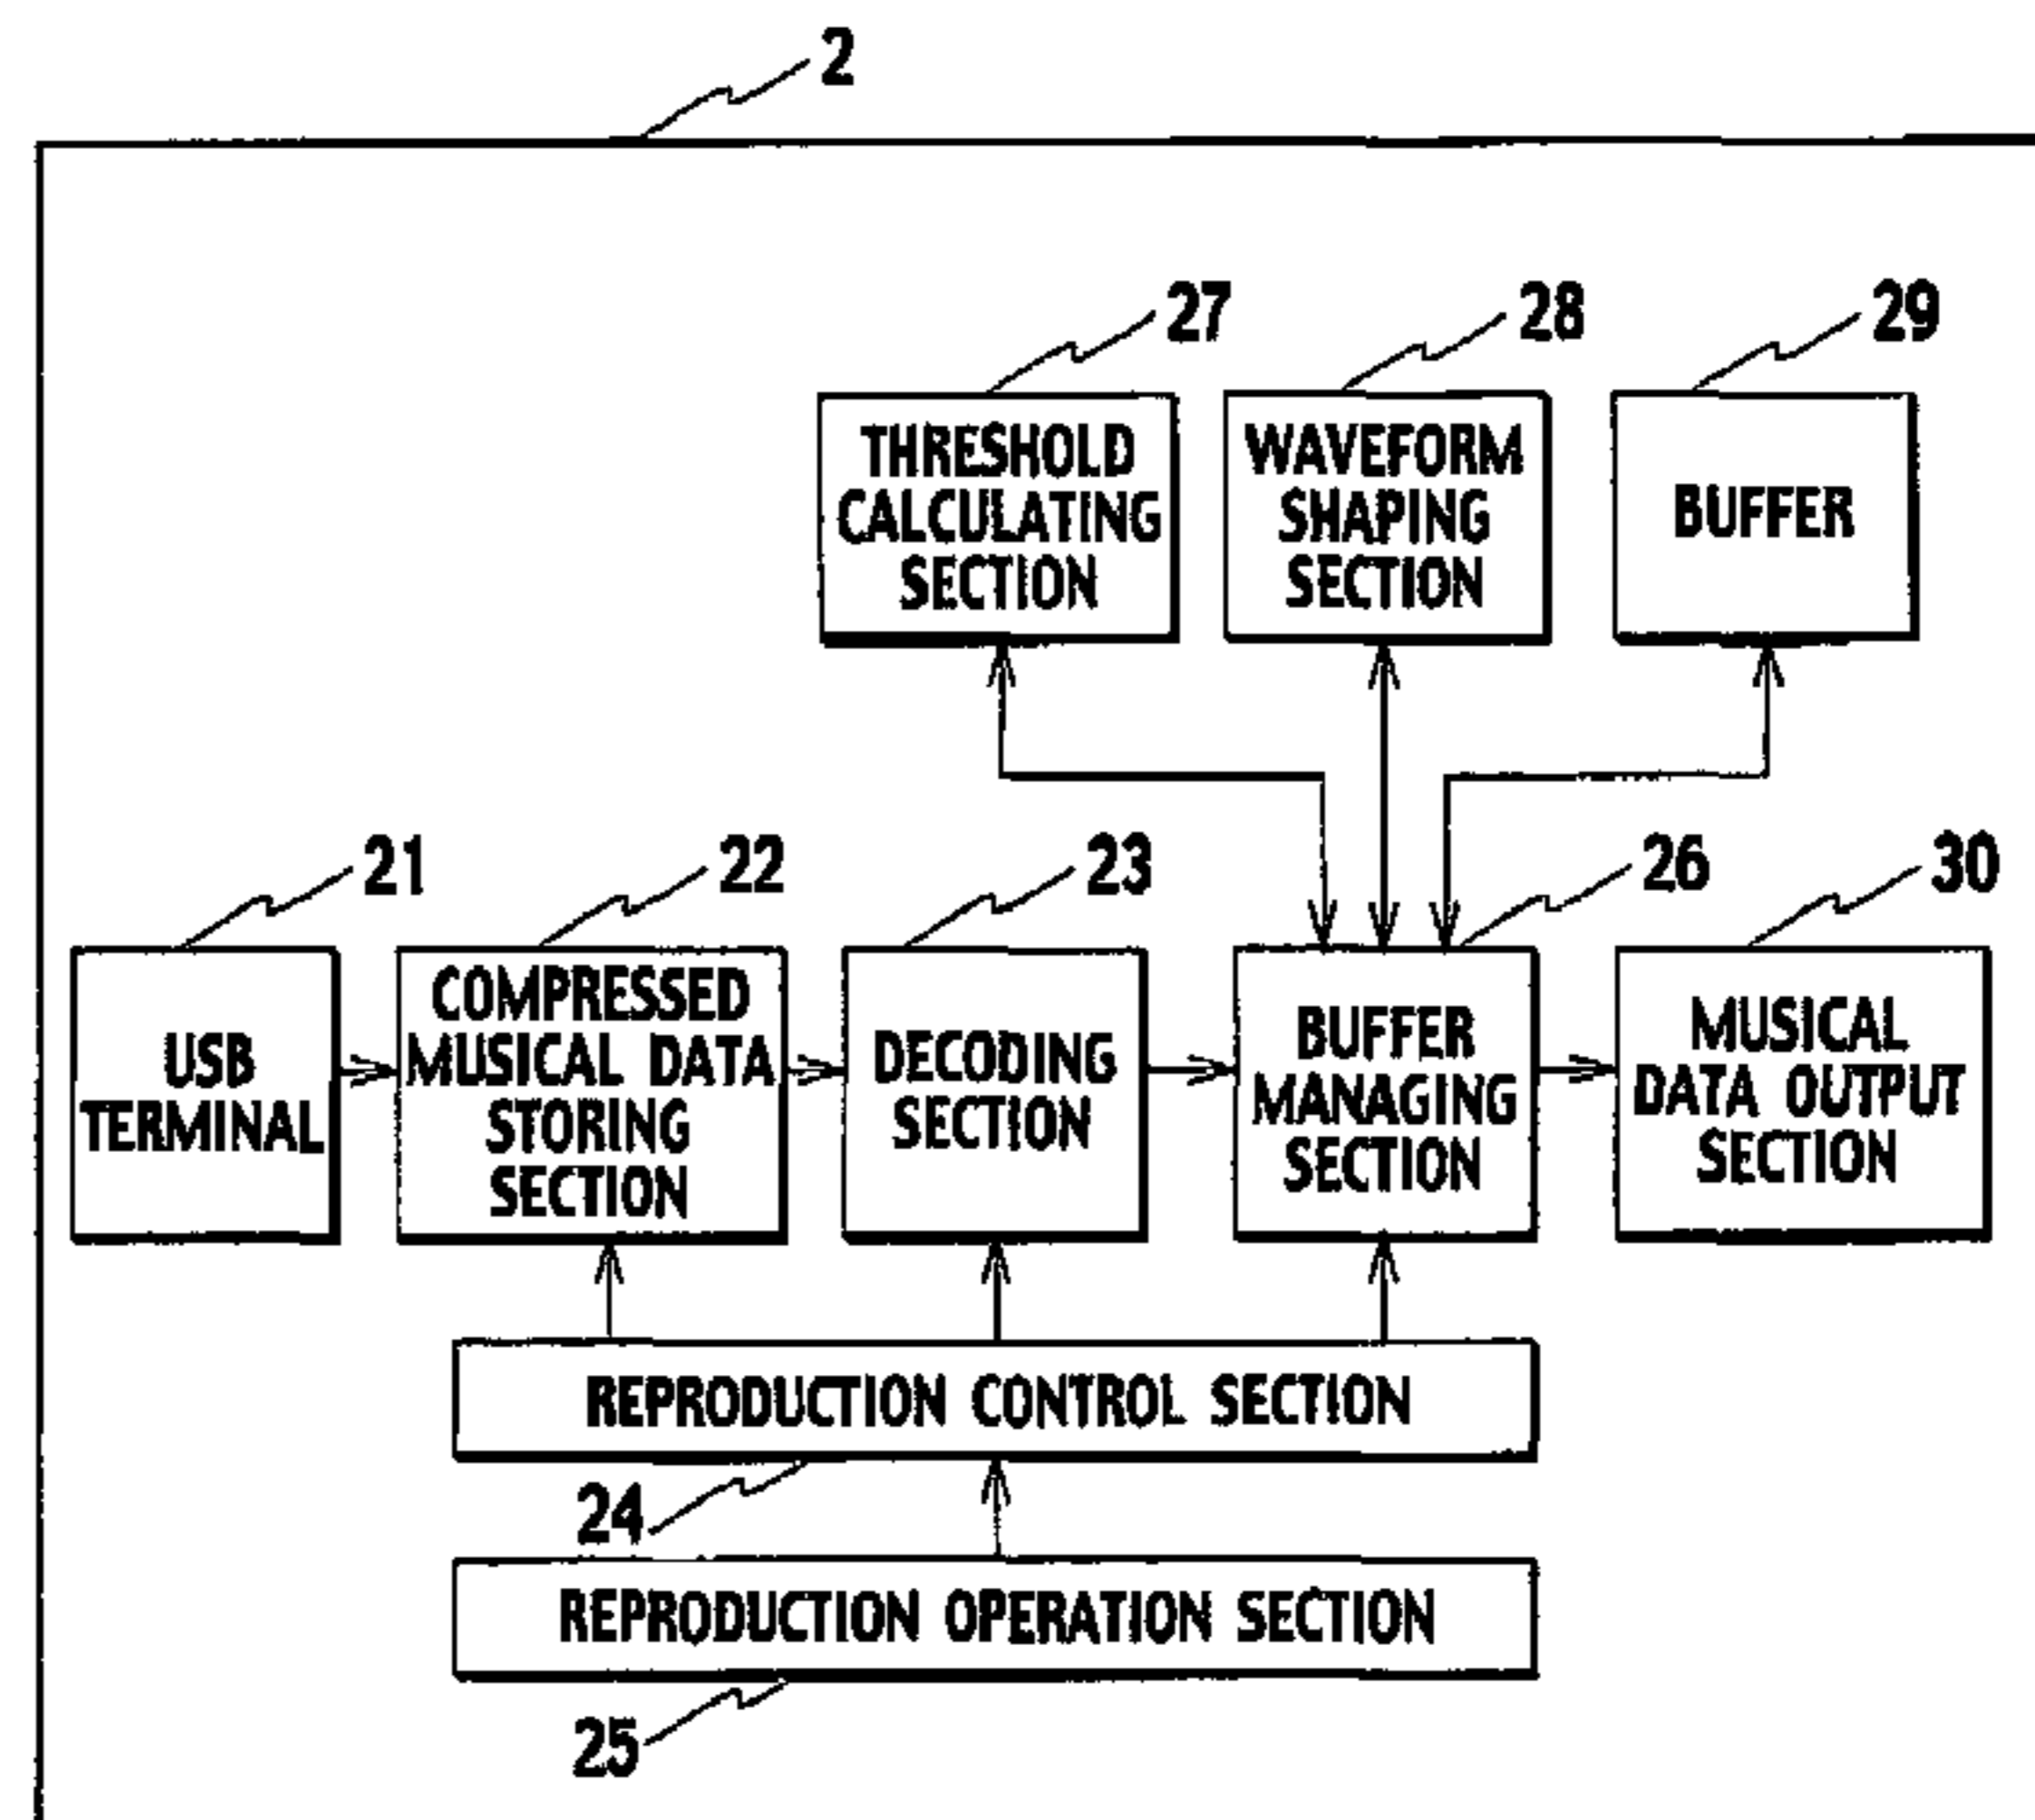 2
27
28
29
THRESHOLD
CALCULATING
SECTION
WAVEFORM
SHAPING
SECTION
BUFFER
21
22
23
26
30
USB
TERMINAL
COMPRESSED
MUSICAL DATA
STORING
SECTION
DECODING
SECTION
BUFFER
MANAGING
SECTION
MUSICAL
DATA OUTPUT
SECTION
REPRODUCTION CONTROL SECTION
24
REPRODUCTION OPERATION SECTION
25